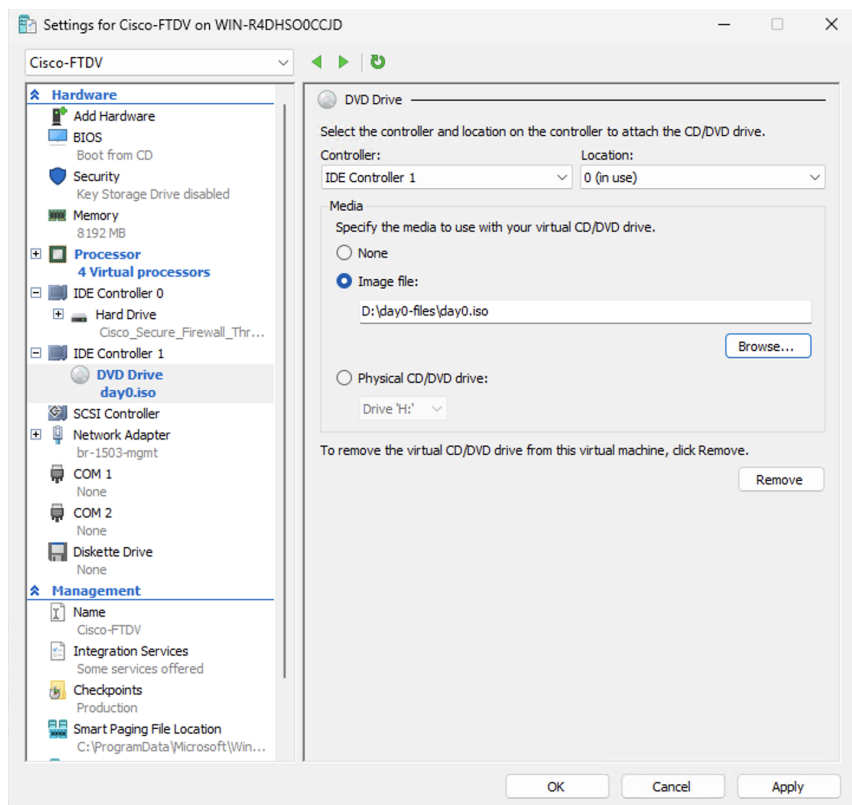 Settings for Cisco-FTDV on WIN-R4DHSO0CCJD
Cisco-FTDV
Hardware
Add Hardware
BIOS
Boot from CD
Security
Key Storage Drive disabled
Memory
8192 MB
Processor
4 Virtual processors
IDE Controller 0
Hard Drive
Cisco_Secure_Firewall_Thr...
IDE Controller 1
DVD Drive
day0.iso
SCSI Controller
Network Adapter
br-1503-mgmt
COM 1
None
COM 2
None
Diskette Drive
None
Management
Name
Cisco-FTDV
Integration Services
Some services offered
Checkpoints
Production
Smart Paging File Location
C:\ProgramData\Microsoft\Win...
DVD Drive
Select the controller and location on the controller to attach the CD/DVD drive.
Controller: Location:
IDE Controller 1 0 (in use)
Media
Specify the media to use with your virtual CD/DVD drive.
None
Image file:
D:\day0-files\day0.iso
Browse...
Physical CD/DVD drive:
Drive 'H:'
To remove the virtual CD/DVD drive from this virtual machine, click Remove.
Remove
OK Cancel Apply